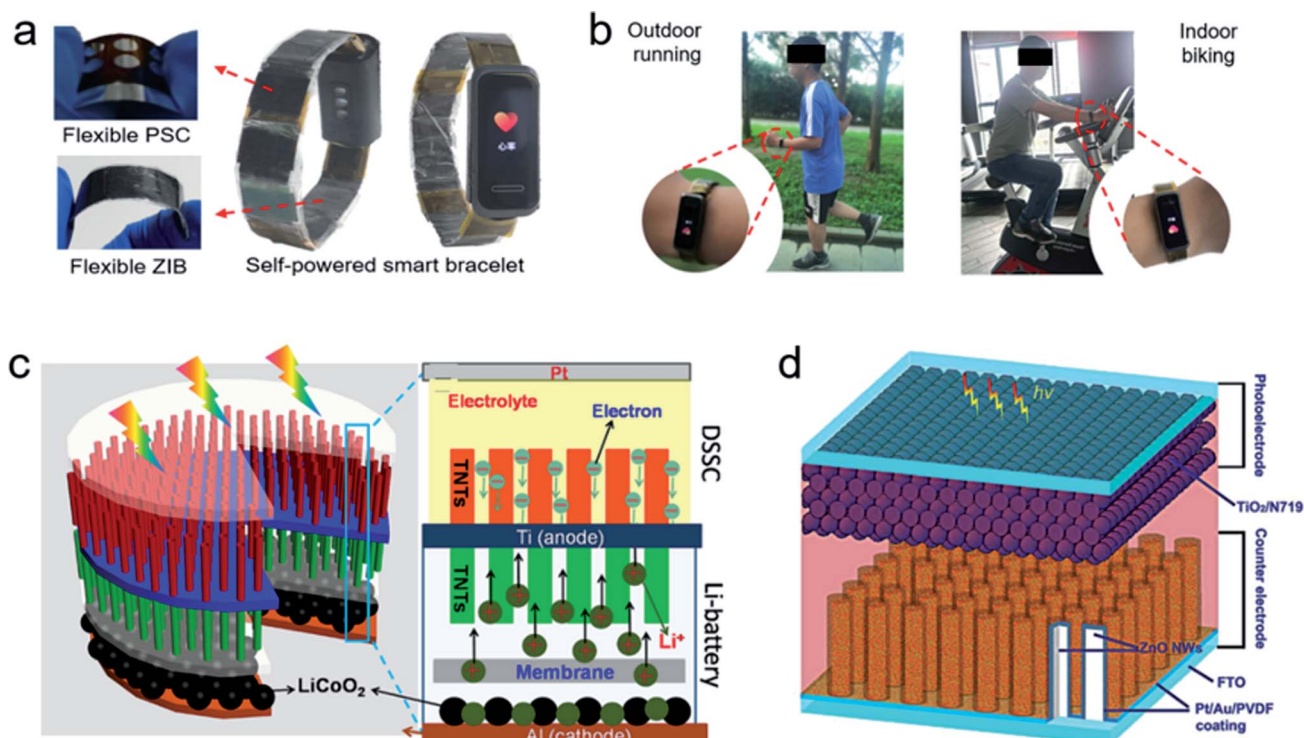 a
Flexible PSC
Flexible ZIB
心率
Self-powered smart bracelet
b
Outdoor
running
Indoor
biking
c
LiCoO₂
Pt
Electrolyte
Electron
TNTs
Ti (anode)
TNTs
Li⁺
Membrane
Al (cathode)
DSSC
Li-battery
d
hν
Photoelectrode
TiO₂/N719
Counter electrode
ZnO NWs
FTO
Pt/Au/PVDF
coating